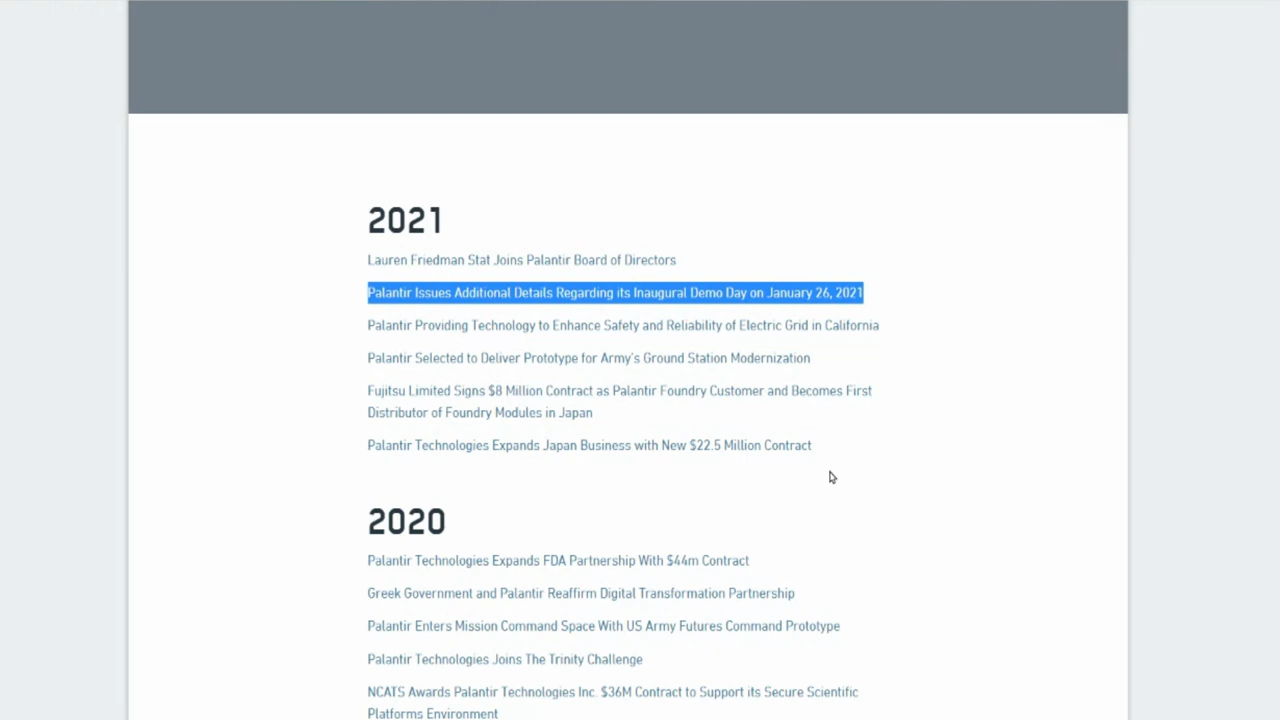 2021
Lauren Friedman Stat Joins Palantir Board of Directors
Palantir Issues Additional Details Regarding its Inaugural Demo Day on January 26, 2021
Palantir Providing Technology to Enhance Safety and Reliability of Electric Grid in California
Palantir Selected to Deliver Prototype for Army's Ground Station Modernization
Fujitsu Limited Signs $8 Million Contract as Palantir Foundry Customer and Becomes First
Distributor of Foundry Modules in Japan
Palantir Technologies Expands Japan Business with New $22.5 Million Contract
2020
Palantir Technologies Expands FDA Partnership With $44m Contract
Greek Government and Palantir Reaffirm Digital Transformation Partnership
Palantir Enters Mission Command Space With US Army Futures Command Prototype
Palantir Technologies Joins The Trinity Challenge
NCATS Awards Palantir Technologies Inc. $36M Contract to Support its Secure Scientific
Platforms Environment